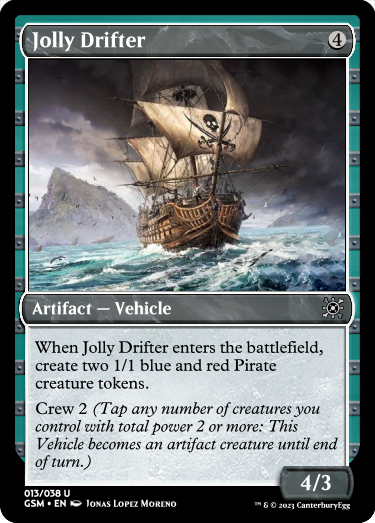 Jolly Drifter 4
Artifact — Vehicle
When Jolly Drifter enters the battlefield,
create two 1/1 blue and red Pirate
creature tokens.
Crew 2 (Tap any number of creatures you
control with total power 2 or more: This
Vehicle becomes an artifact creature until end
of turn.)
4/3
013/038 U
GSM • EN Jonas Lopez Moreno
™ & © 2023 CanterburyEgg